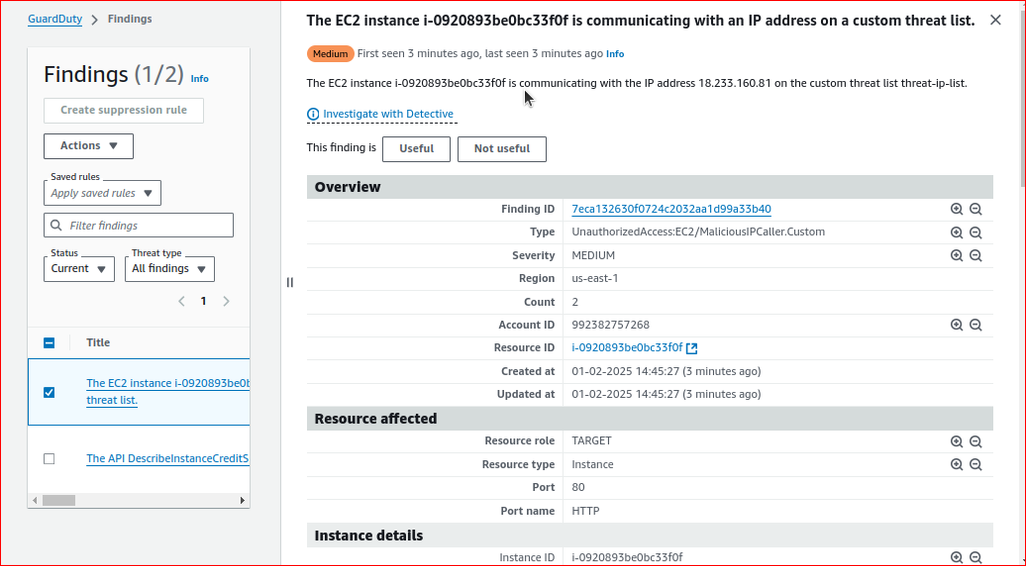 GuardDuty > Findings
Findings (1/2) Info
Create suppression rule
Actions
Saved rules
Apply saved rules
Filter findings
Status
Current
Threat type
All findings
1
Title
The EC2 instance i-0920893be0b
threat list.
The API DescribeInstanceCreditS
The EC2 instance i-0920893be0bc33f0f is communicating with an IP address on a custom threat list.
Medium First seen 3 minutes ago, last seen 3 minutes ago Info
The EC2 instance i-0920893be0bc33f0f is communicating with the IP address 18.233.160.81 on the custom threat list threat-ip-list.
Investigate with Detective
This finding is Useful Not useful
Overview
Finding ID 7eca132630f0724c2032aa1d99a33b40
Type UnauthorizedAccess:EC2/MaliciousIPCaller.Custom
Severity MEDIUM
Region us-east-1
Count 2
Account ID 992382757268
Resource ID i-0920893be0bc33f0f
Created at 01-02-2025 14:45:27 (3 minutes ago)
Updated at 01-02-2025 14:45:27 (3 minutes ago)
Resource affected
Resource role TARGET
Resource type Instance
Port 80
Port name HTTP
Instance details
Instance ID i-0920893be0bc33f0f